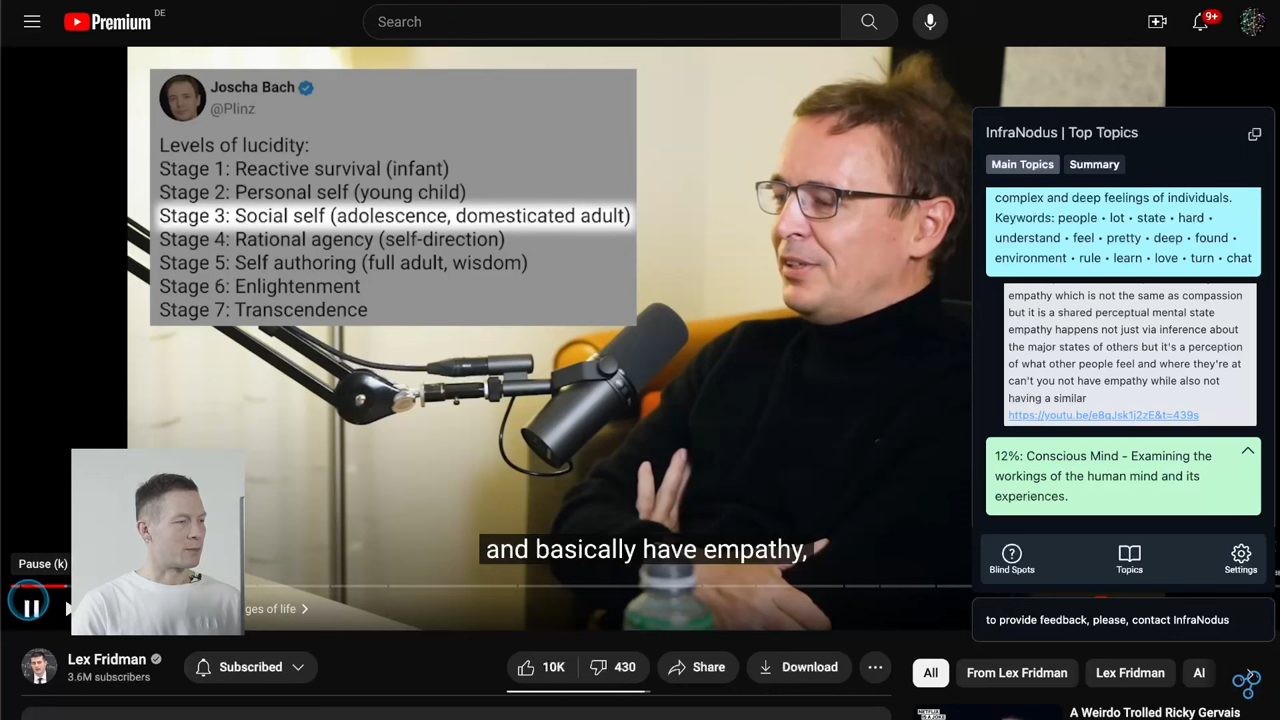 Premium DE
Search
9+
Joscha Bach
@Plinz
Levels of lucidity:
Stage 1: Reactive survival (infant)
Stage 2: Personal self (young child)
Stage 3: Social self (adolescence, domesticated adult)
Stage 4: Rational agency (self-direction)
Stage 5: Self authoring (full adult, wisdom)
Stage 6: Enlightenment
Stage 7: Transcendence
InfraNodus | Top Topics
Main Topics Summary
complex and deep feelings of individuals.
Keywords: people • lot • state • hard •
understand • feel • pretty • deep • found •
environment • rule • learn • love • turn • chat
empathy which is not the same as compassion
but it is a shared perceptual mental state
empathy happens not just via inference about
the major states of others but it's a perception
of what other people feel and where they're at
can't you not have empathy while also not
having a similar
https://youtu.be/e8qJsk1j2zE&t=439s
12%: Conscious Mind - Examining the
workings of the human mind and its
experiences.
Blind Spots Topics Settings
to provide feedback, please, contact InfraNodus
and basically have empathy,
Pause (k)
ges of life
Lex Fridman
3.6M subscribers
Subscribed
10K 430 Share Download
All From Lex Fridman Lex Fridman AI
A Weirdo Trolled Ricky Gervais